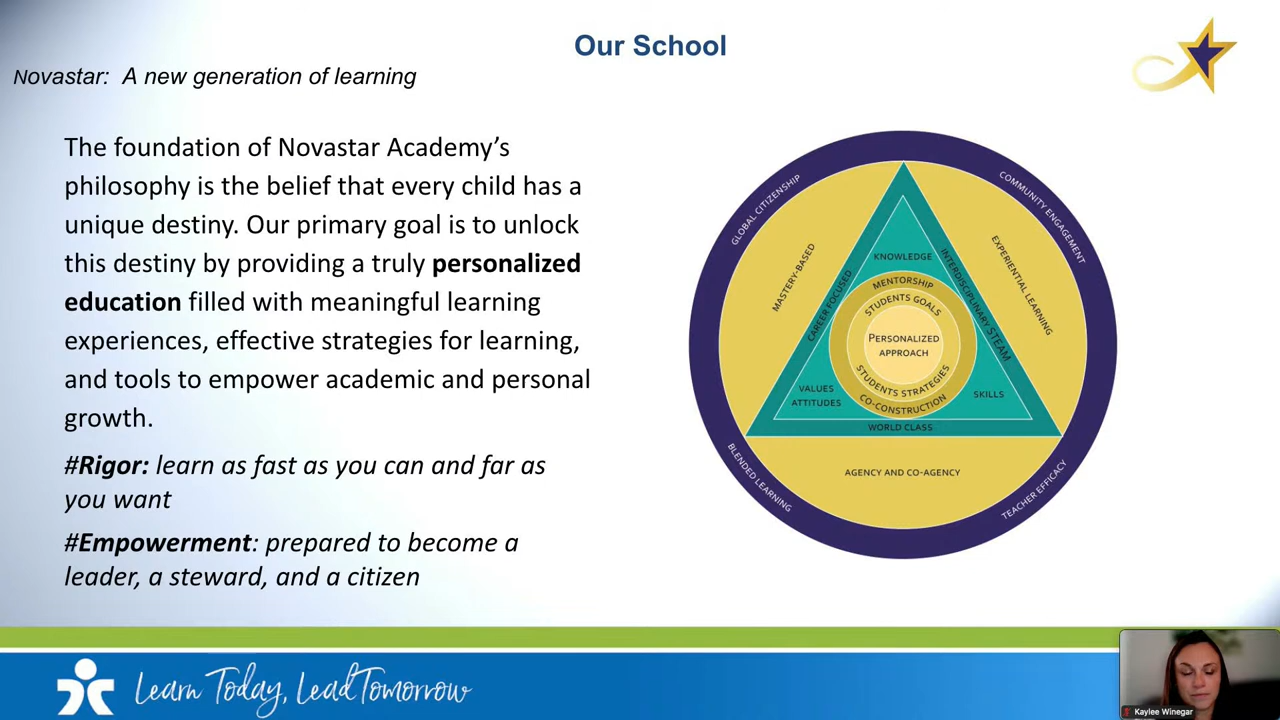 Our School
Novastar: A new generation of learning
The foundation of Novastar Academy’s
philosophy is the belief that every child has a
unique destiny. Our primary goal is to unlock
this destiny by providing a truly personalized
education filled with meaningful learning
experiences, effective strategies for learning,
and tools to empower academic and personal
growth.
#Rigor: learn as fast as you can and far as
you want
#Empowerment: prepared to become a
leader, a steward, and a citizen
GLOBAL CITIZENSHIP
COMMUNITY ENGAGEMENT
MASTERY-BASED
EXPERIENTIAL LEARNING
CAREER FOCUSED
INTERDISCIPLINARY STEAM
KNOWLEDGE
MENTORSHIP
STUDENTS GOALS
PERSONALIZED
APPROACH
STUDENTS STRATEGIES
CO-CONSTRUCTION
VALUES
ATTITUDES
SKILLS
WORLD CLASS
AGENCY AND CO-AGENCY
BLENDED LEARNING
TEACHER EFFICACY
Learn Today, Lead Tomorrow
Kaylee Winegar